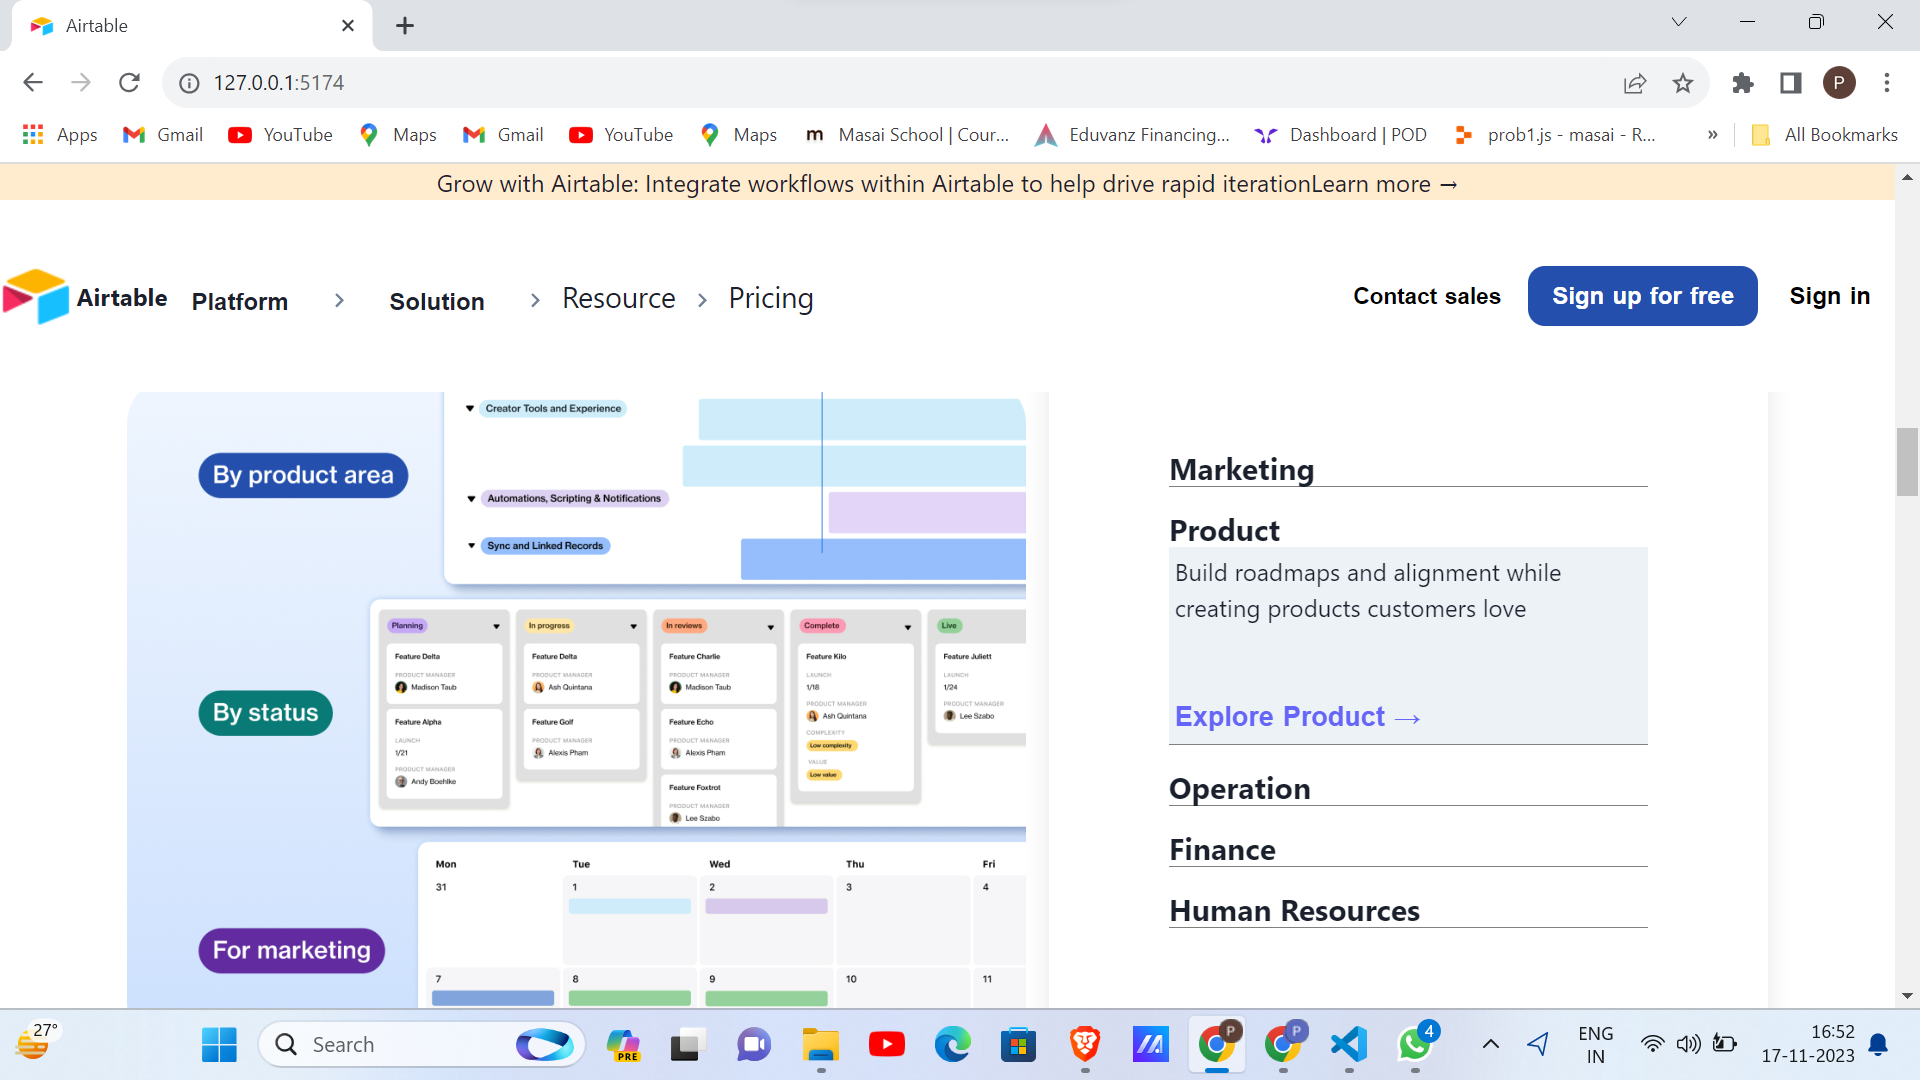 Airtable
127.0.0.1:5174
P
Apps
Gmail
YouTube
Maps
Gmail
YouTube
Maps
m
Masai School | Cour...
Eduvanz Financing...
Dashboard | POD
prob1.js - masai - R...
»
All Bookmarks
Grow with Airtable: Integrate workflows within Airtable to help drive rapid iterationLearn more →
Airtable
Platform
Solution
Resource
Pricing
Contact sales
Sign up for free
Sign in
By product area
Creator Tools and Experience
Automations, Scripting & Notifications
Sync and Linked Records
By status
Planning
Feature Delta
PRODUCT MANAGER
Madison Taub
Feature Alpha
LAUNCH
1/21
PRODUCT MANAGER
Andy Boehlke
In progress
Feature Delta
PRODUCT MANAGER
Ash Quintana
Feature Golf
PRODUCT MANAGER
Alexis Pham
In reviews
Feature Charlie
PRODUCT MANAGER
Madison Taub
Feature Echo
PRODUCT MANAGER
Alexis Pham
Feature Foxtrot
PRODUCT MANAGER
Lee Szabo
Complete
Feature Kilo
LAUNCH
1/18
PRODUCT MANAGER
Ash Quintana
COMPLEXITY
Low complexity
VALUE
Low value
Live
Feature Juliett
LAUNCH
1/24
PRODUCT MANAGER
Lee Szabo
For marketing
Mon Tue Wed Thu Fri
31 1 2 3 4
7 8 9 10 11
Marketing
Product
Build roadmaps and alignment while
creating products customers love
Explore Product →
Operation
Finance
Human Resources
27°
Search
PRE
P
P
4
ENG
IN
16:52
17-11-2023